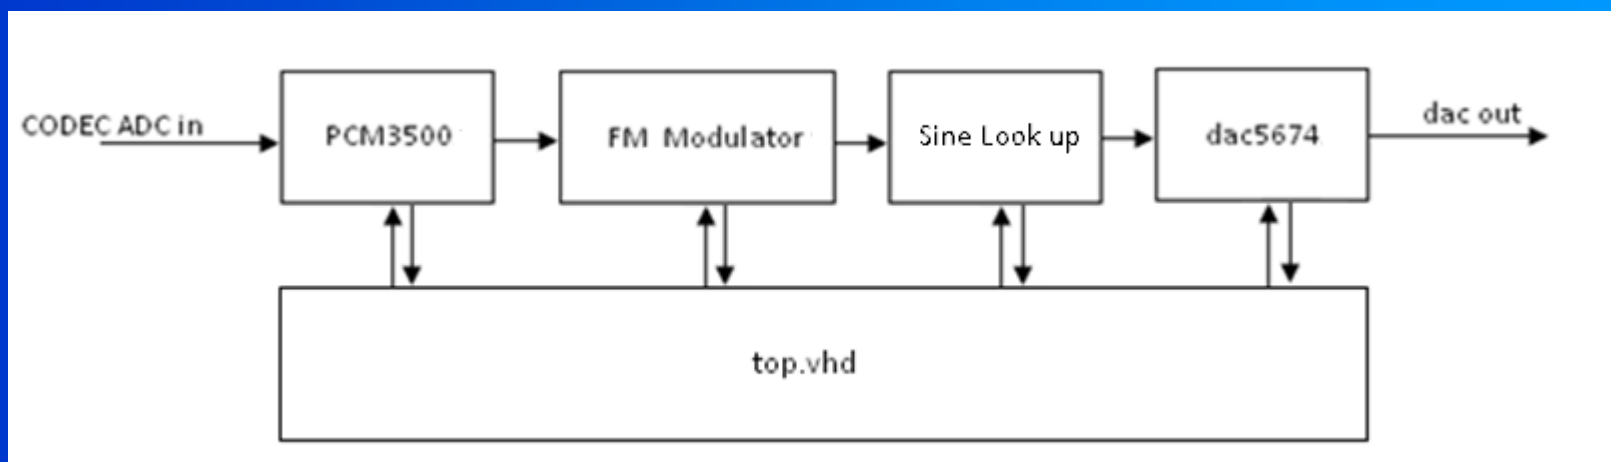 CODEC ADC in
PCM3500
FM Modulator
Sine Look up
dac5674
dac out
top.vhd